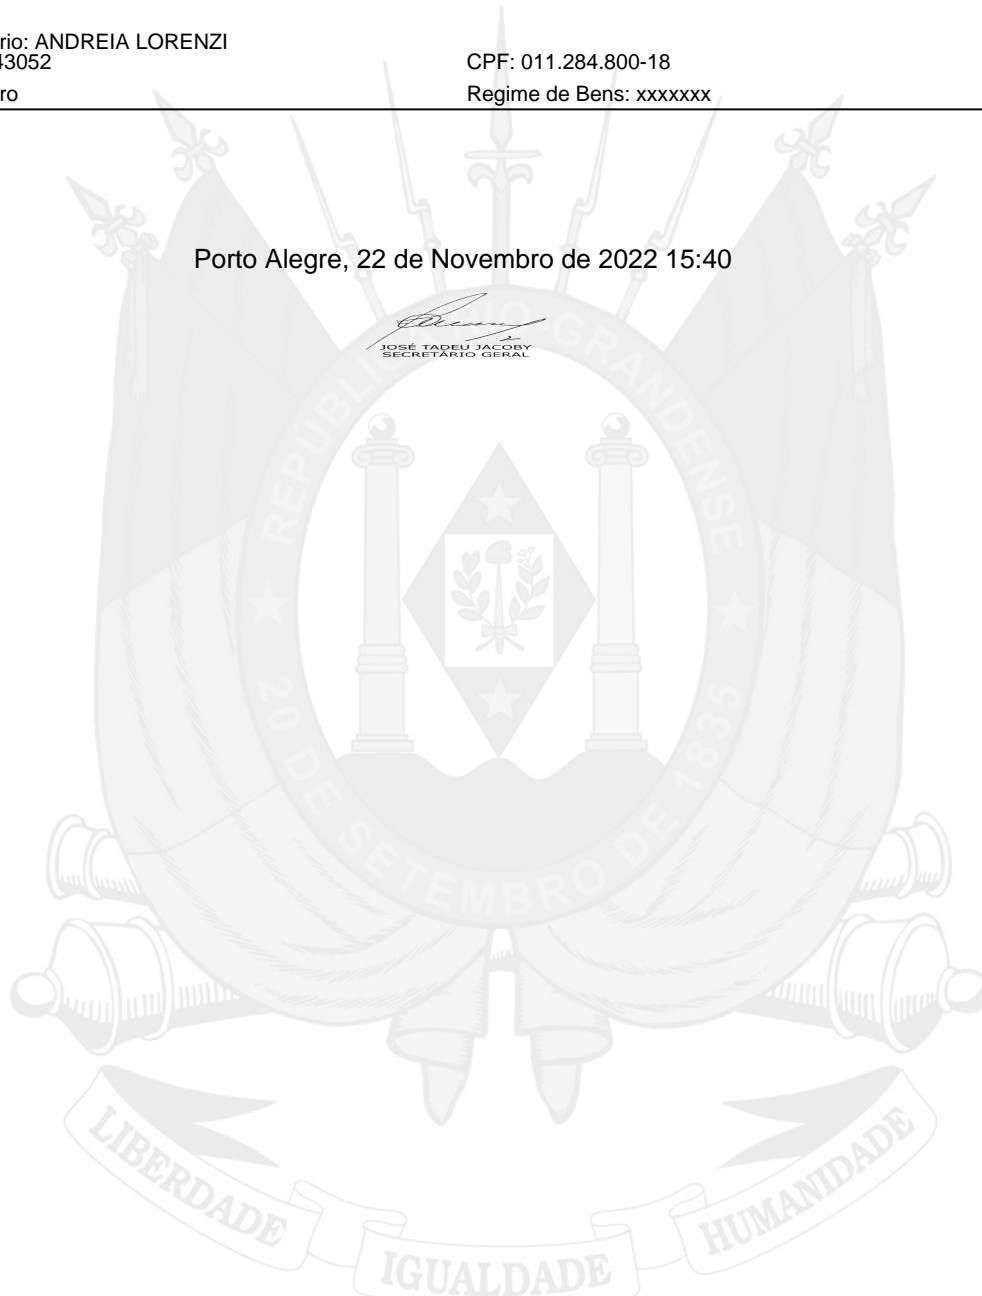 rio: ANDREIA LORENZI
43052
CPF: 011.284.800-18
ro
Regime de Bens: xxxxxxx
Porto Alegre, 22 de Novembro de 2022 15:40
JOSÉ TADEU JACOBY
SECRETÁRIO GERAL
REPÚBLICA RIO-GRANDENSE
20 DE SETEMBRO DE 1835
LIBERDADE
IGUALDADE
HUMANIDADE